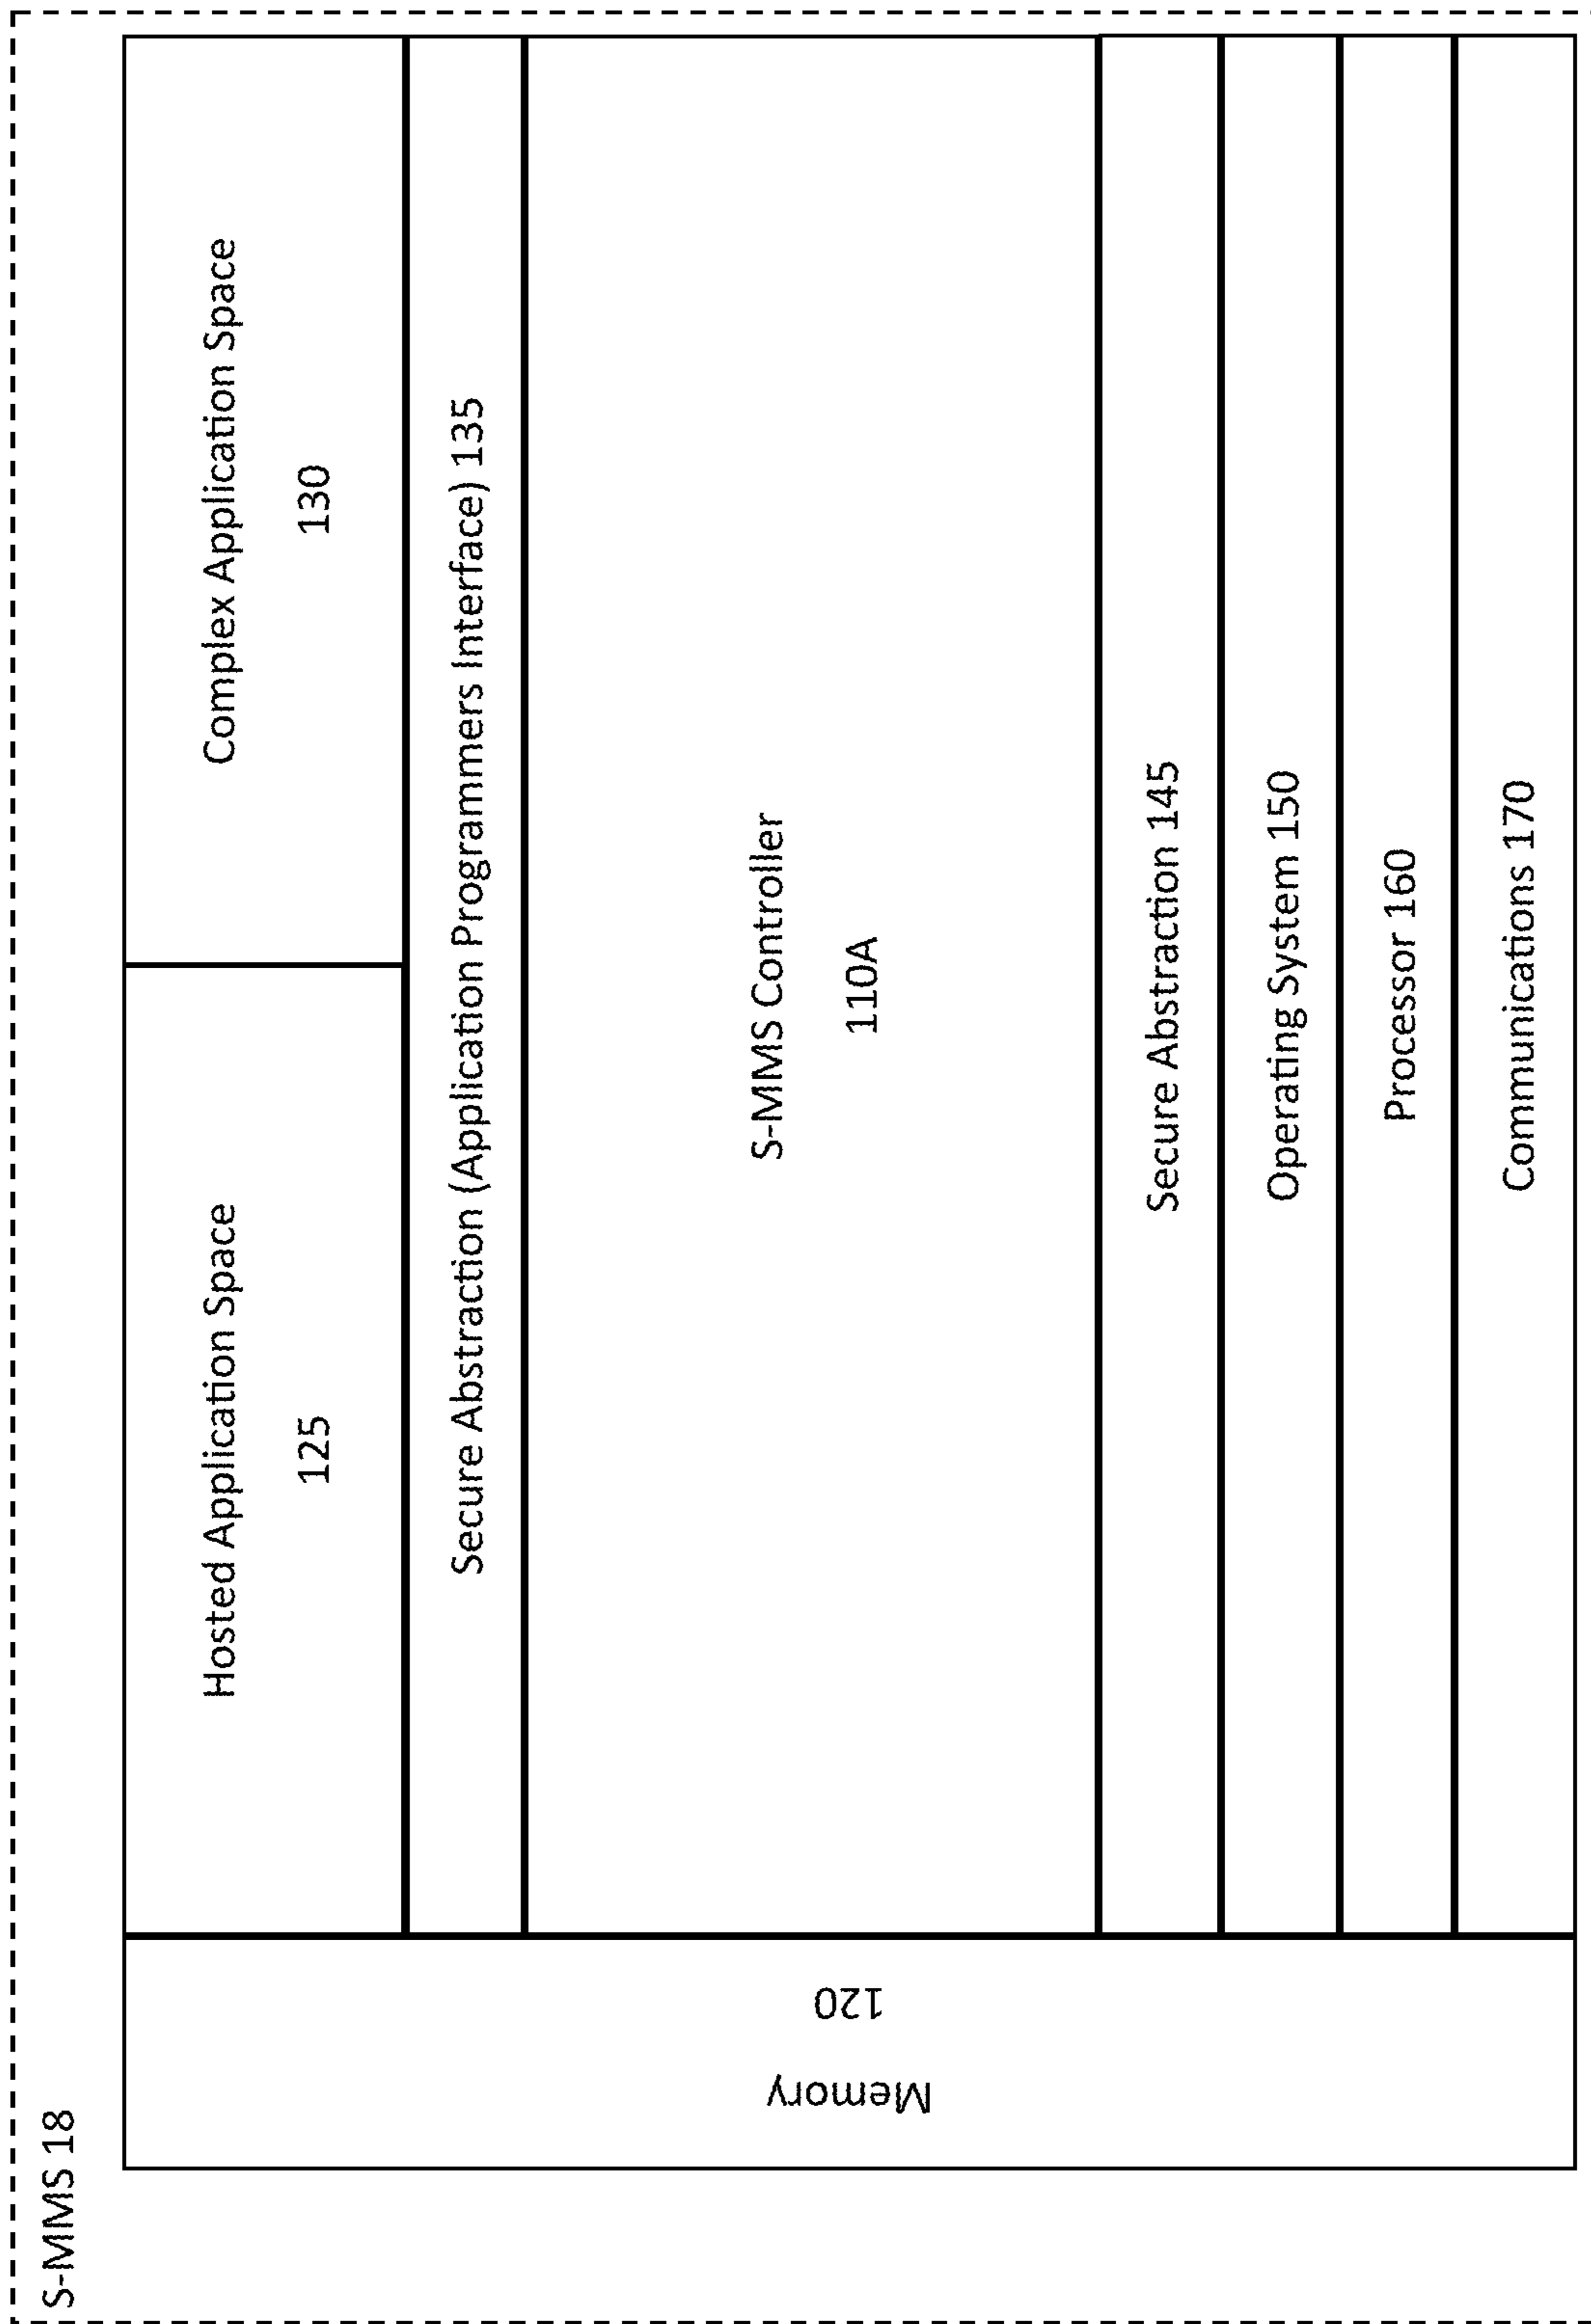 S-MMS 18
Memory
120
Hosted Application Space
125
Complex Application Space
130
Secure Abstraction (Application Programmers Interface) 135
S-MMS Controller
110A
Secure Abstraction 145
Operating System 150
Processor 160
Communications 170